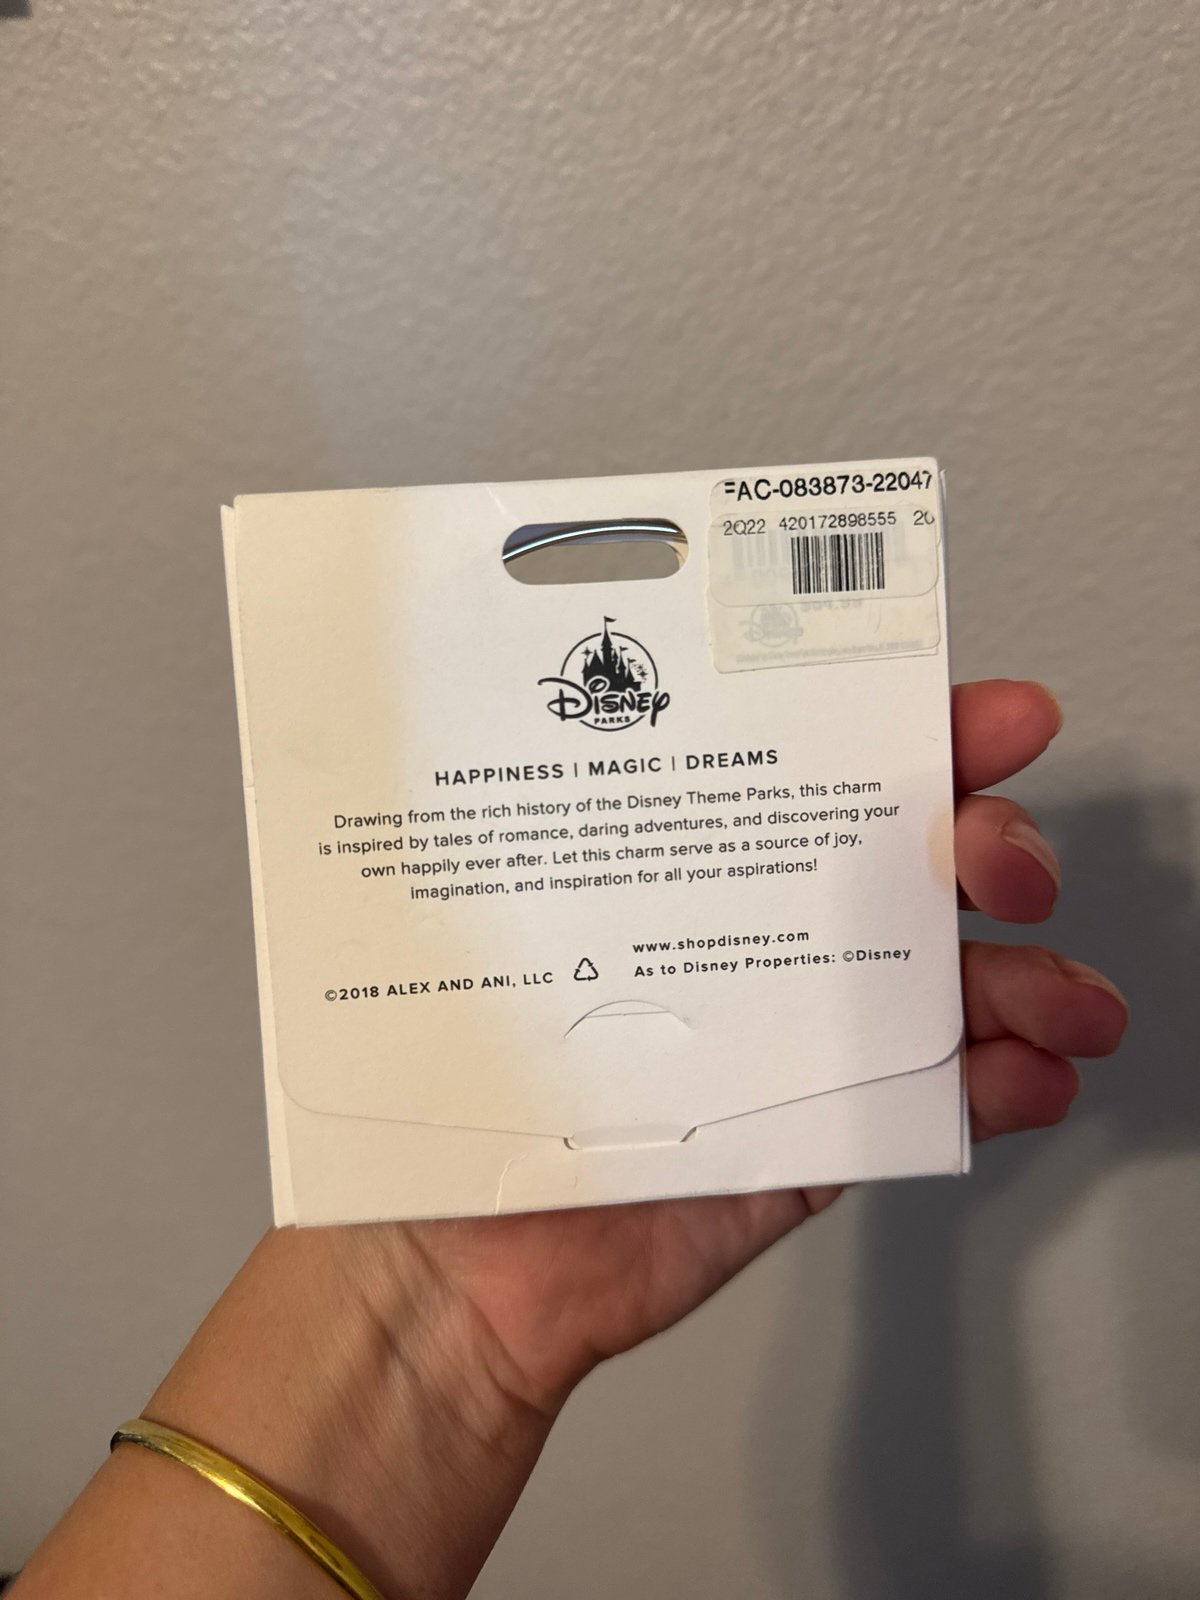 FAC-083873-22047
2Q22 420172898555
Disney
PARKS
HAPPINESS | MAGIC | DREAMS
Drawing from the rich history of the Disney Theme Parks, this charm
is inspired by tales of romance, daring adventures, and discovering your
own happily ever after. Let this charm serve as a source of joy,
imagination, and inspiration for all your aspirations!
www.shopdisney.com
As to Disney Properties: ©Disney
©2018 ALEX AND ANI, LLC